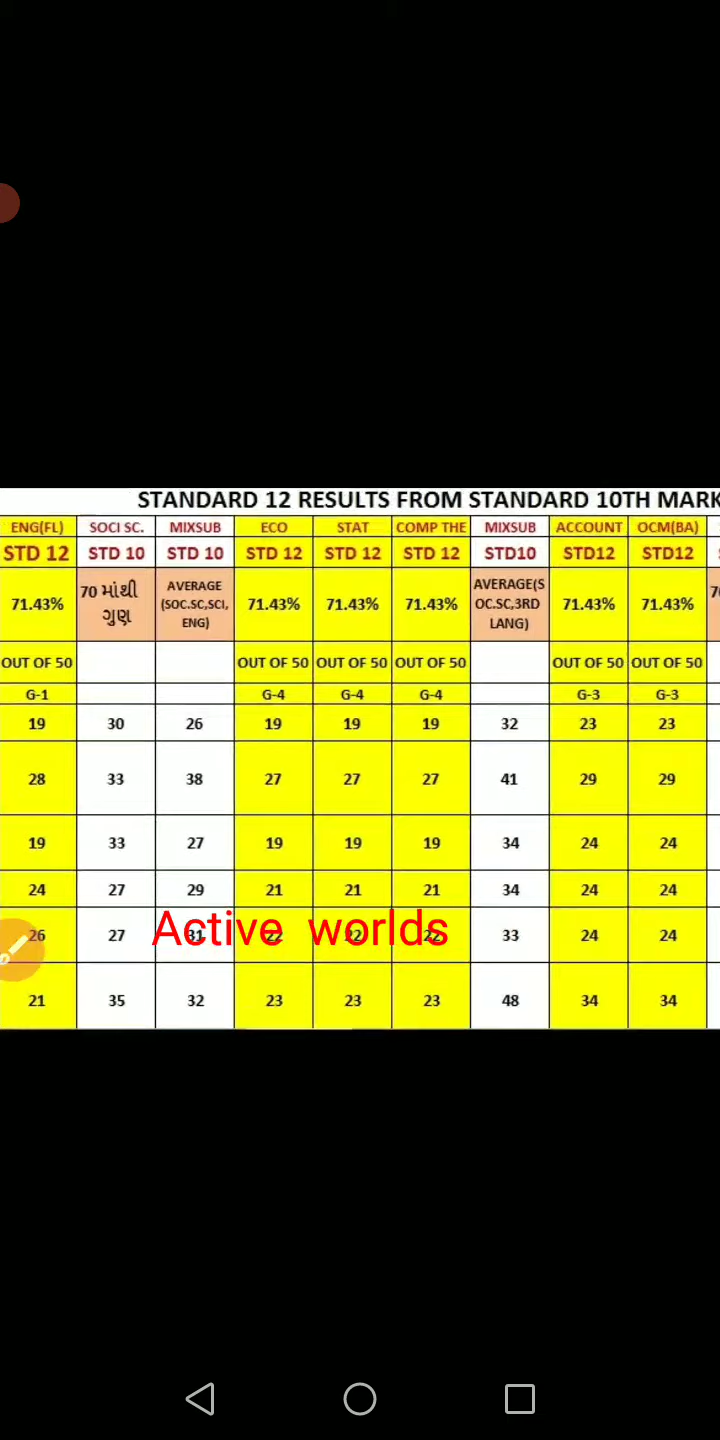 STANDARD 12 RESULTS FROM STANDARD 10TH MARK
ENG(FL) SOCI SC. MIXSUB ECO STAT COMP THE MIXSUB ACCOUNT OCM(BA)
STD 12 STD 10 STD 10 STD 12 STD 12 STD 12 STD10 STD12 STD12
71.43% 70 માંથી ગુણ AVERAGE (SOC.SC,SCI, ENG) 71.43% 71.43% 71.43% AVERAGE(S OC.SC,3RD LANG) 71.43% 71.43%
OUT OF 50 OUT OF 50 OUT OF 50 OUT OF 50 OUT OF 50 OUT OF 50
G-1 G-4 G-4 G-4 G-3 G-3
19 30 26 19 19 19 32 23 23
28 33 38 27 27 27 41 29 29
19 33 27 19 19 19 34 24 24
24 27 29 21 21 21 34 24 24
Active worlds
26 27 31 22 22 22 33 24 24
21 35 32 23 23 23 48 34 34